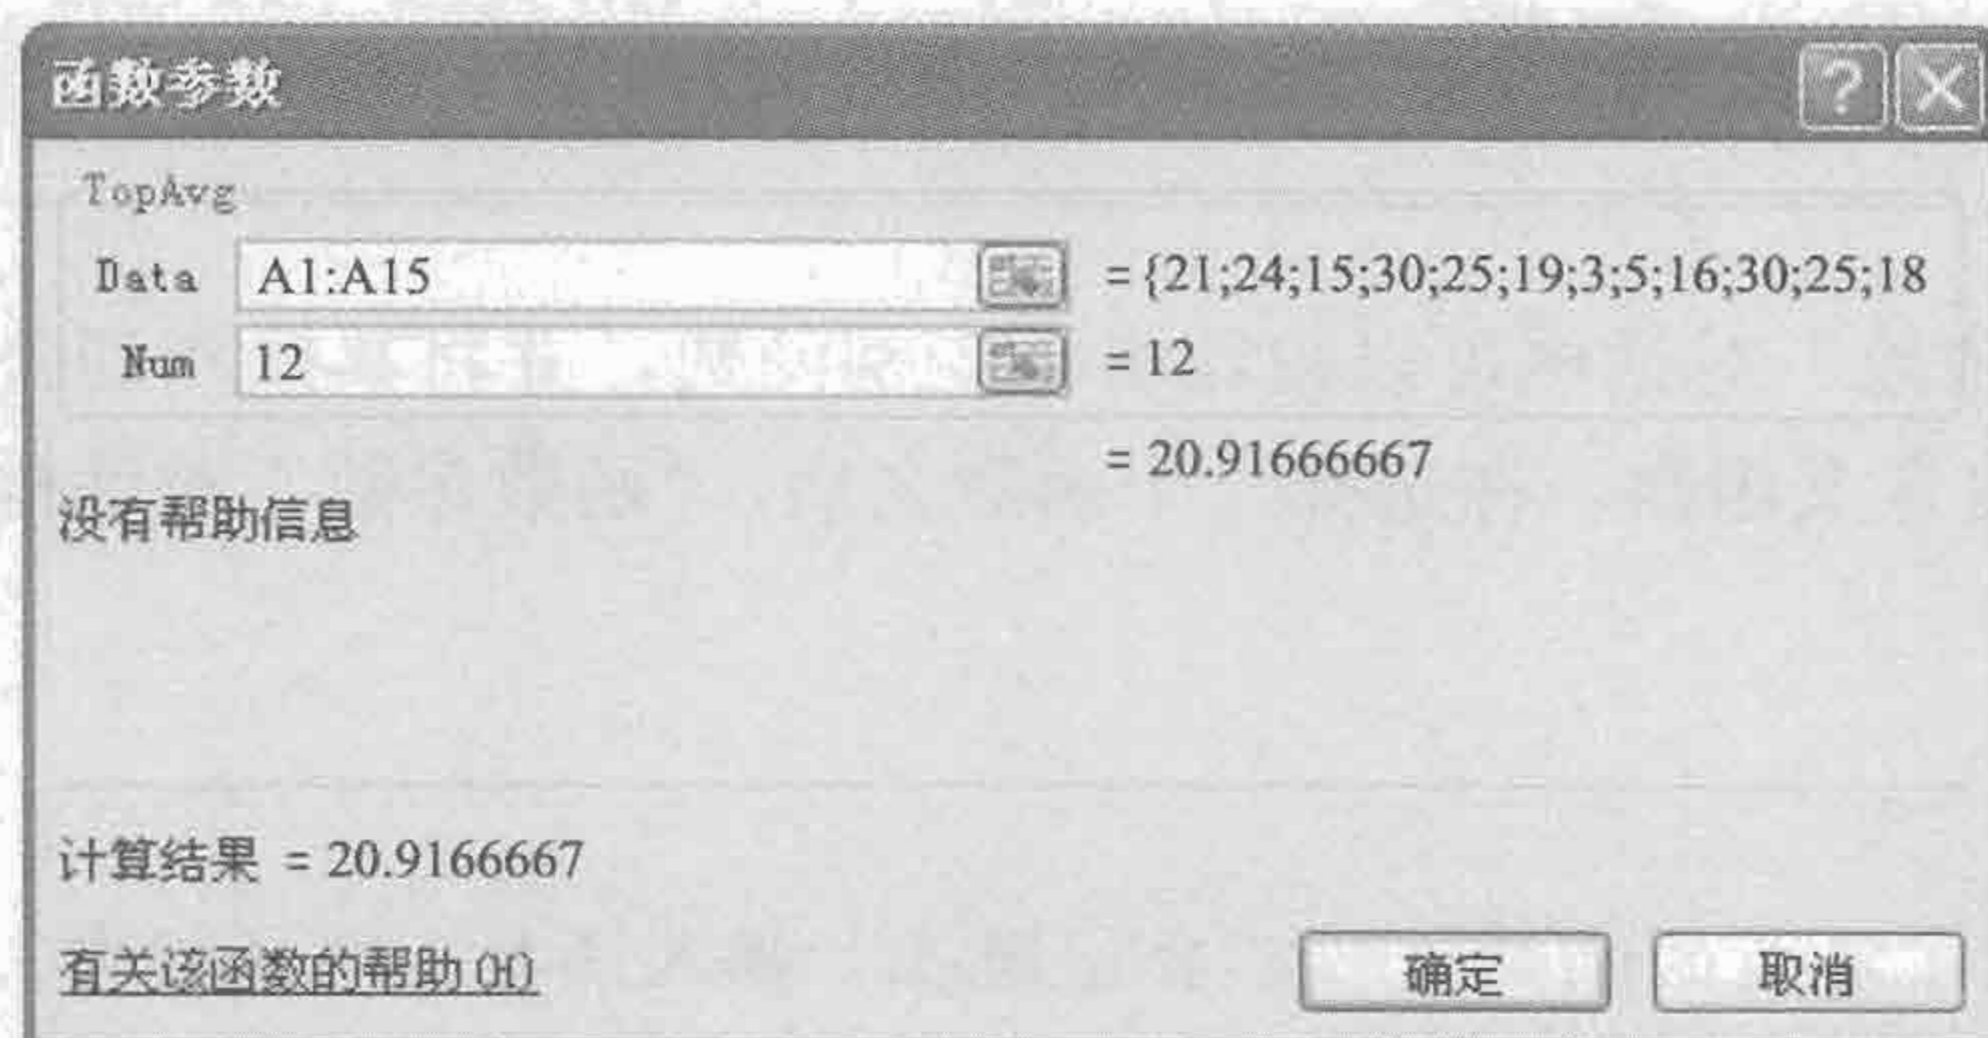 函数参数
TopAvg
Data A1:A15 = {21;24;15;30;25;19;3;5;16;30;25;18
Num 12 = 12
= 20.91666667
没有帮助信息
计算结果 = 20.9166667
有关该函数的帮助(H)
确定 取消